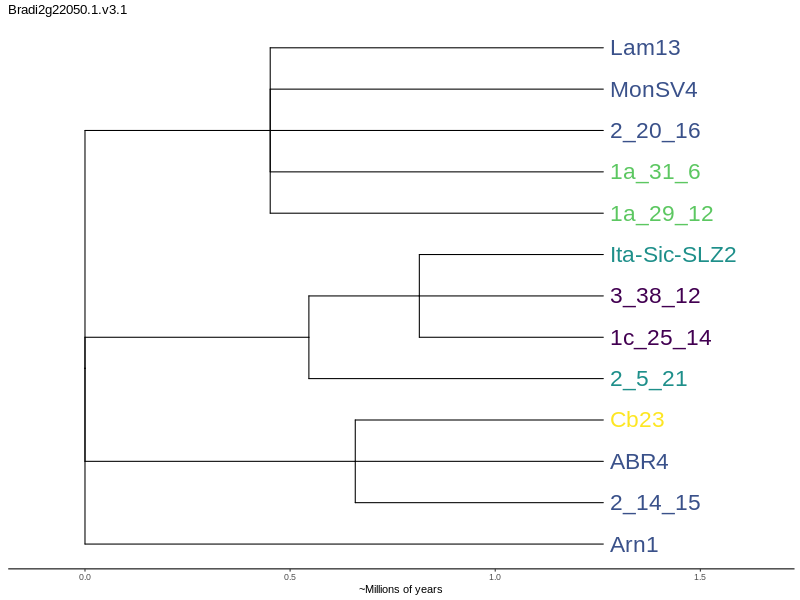 Bradi2g22050.1.v3.1
Lam13
MonSV4
2_20_16
1a_31_6
1a_29_12
Ita-Sic-SLZ2
3_38_12
1c_25_14
2_5_21
Cb23
ABR4
2_14_15
Arn1
0.0 0.5 1.0 1.5
~Millions of years